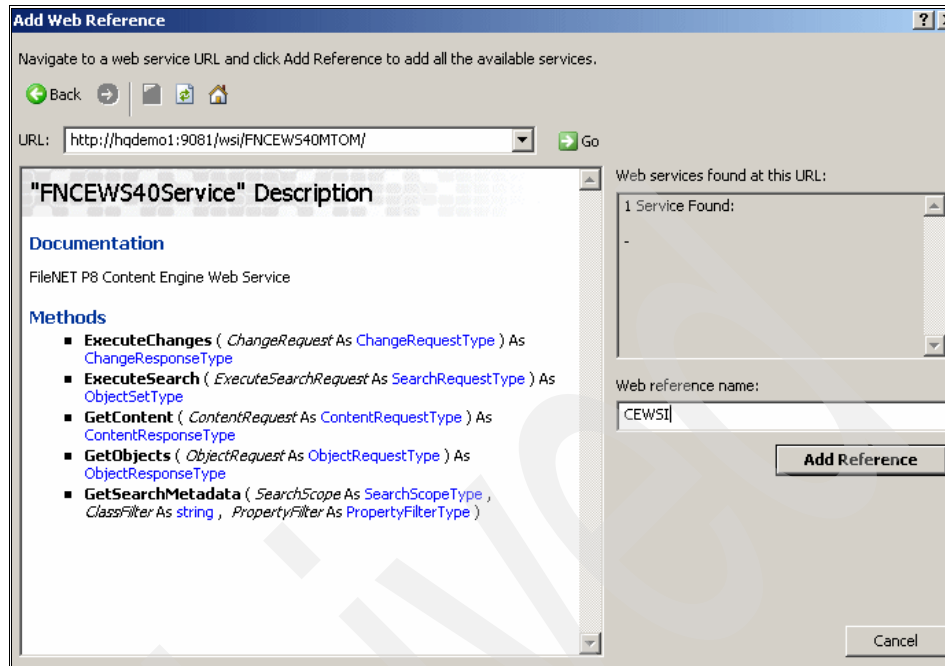 Add Web Reference
Navigate to a web service URL and click Add Reference to add all the available services.
Back
URL: http://hqdemo1:9081/wsi/FNCEWS40MTOM/ Go
"FNCEWS40Service" Description
Documentation
FileNET P8 Content Engine Web Service
Methods
ExecuteChanges ( ChangeRequest As ChangeRequestType ) As
ChangeResponseType
ExecuteSearch ( ExecuteSearchRequest As SearchRequestType ) As
ObjectSetType
GetContent ( ContentRequest As ContentRequestType ) As
ContentResponseType
GetObjects ( ObjectRequest As ObjectRequestType ) As
ObjectResponseType
GetSearchMetadata ( SearchScope As SearchScopeType ,
ClassFilter As string , PropertyFilter As PropertyFilterType )
Web services found at this URL:
1 Service Found:
-
Web reference name:
CEWSI
Add Reference
Cancel